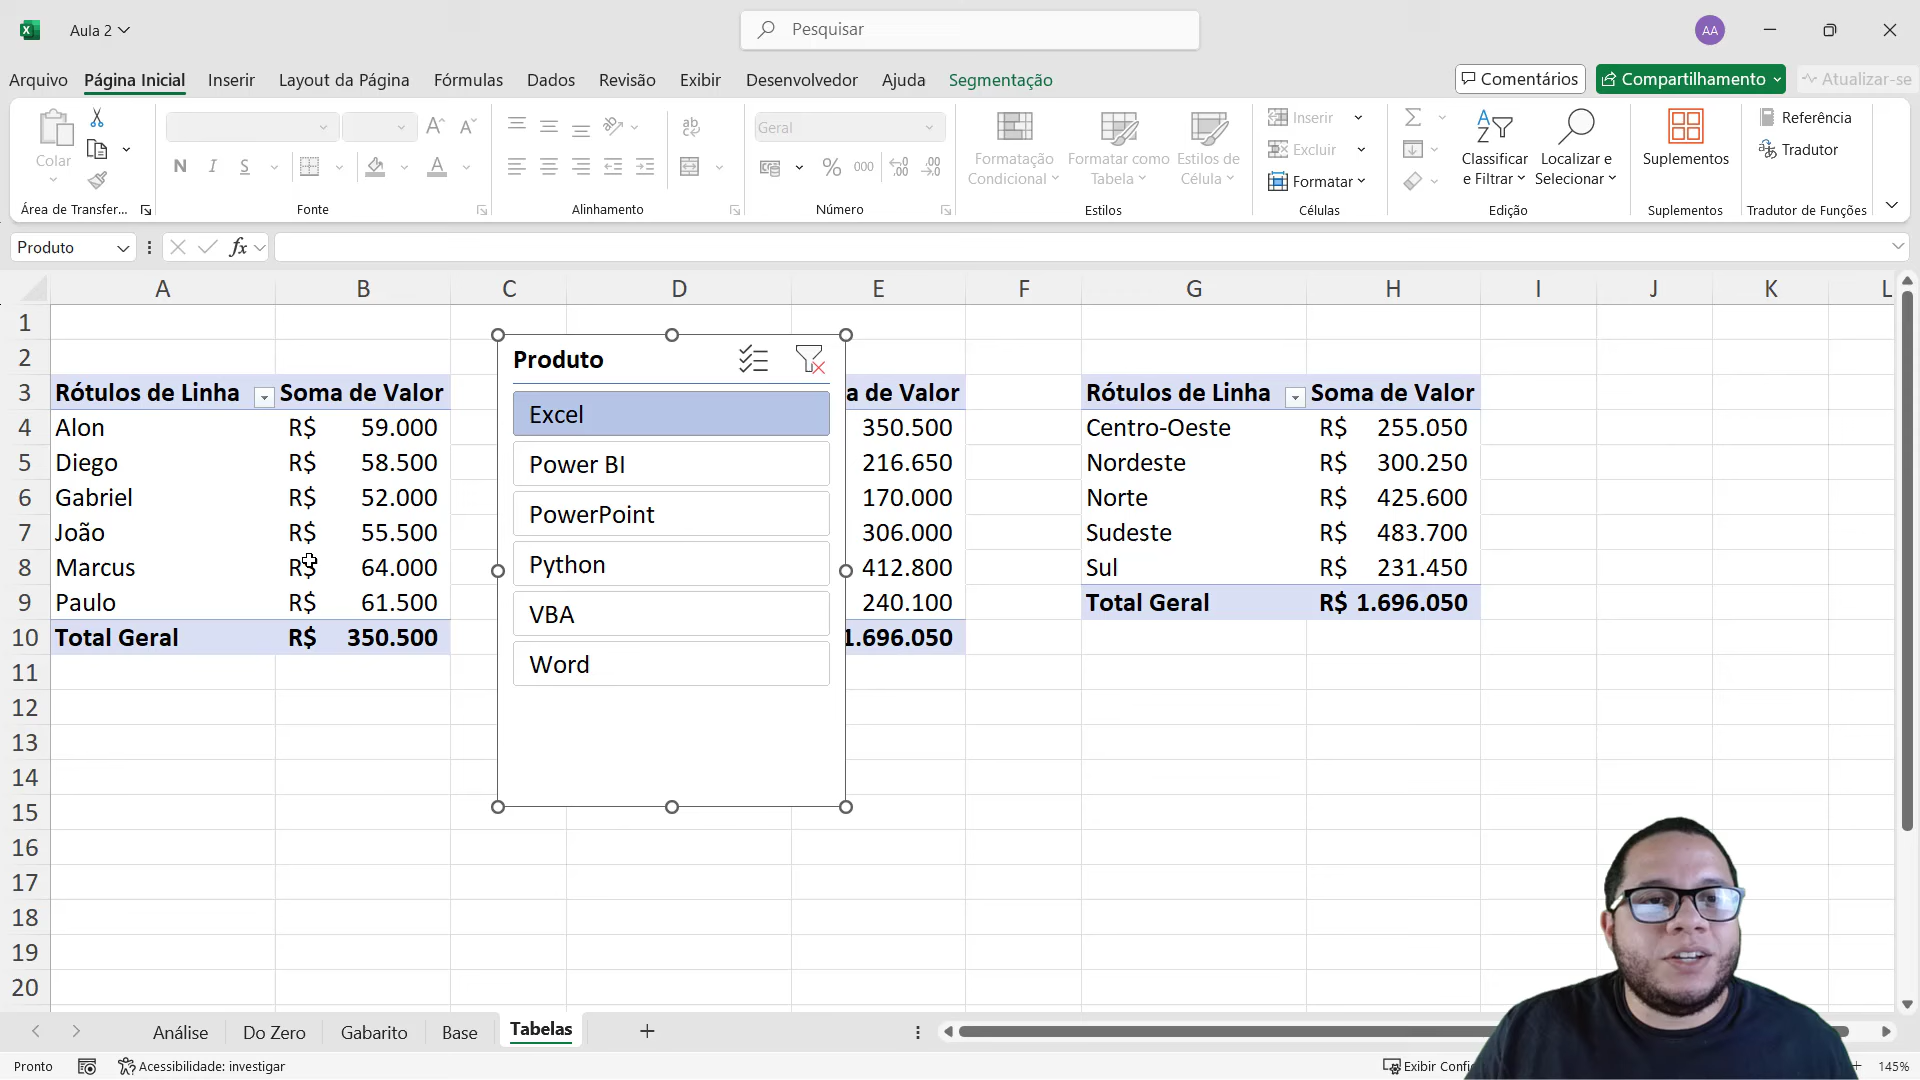 Aula 2
Pesquisar
AA
Arquivo Página Inicial Inserir Layout da Página Fórmulas Dados Revisão Exibir Desenvolvedor Ajuda Segmentação
Comentários Compartilhamento Atualizar-se
Colar
Área de Transfer...
N I S
A
Fonte
ab
Alinhamento
Geral
% 000
Número
Formatação Condicional
Formatar como Tabela
Estilos de Célula
Estilos
Inserir
Excluir
Formatar
Células
Classificar e Filtrar
Localizar e Selecionar
Edição
Suplementos
Suplementos
Referência
Tradutor
Tradutor de Funções
Produto
fx
A B C D E F G H I J K L
1
2
3 Rótulos de Linha Soma de Valor a de Valor Rótulos de Linha Soma de Valor
4 Alon R$ 59.000 350.500 Centro-Oeste R$ 255.050
5 Diego R$ 58.500 216.650 Nordeste R$ 300.250
6 Gabriel R$ 52.000 170.000 Norte R$ 425.600
7 João R$ 55.500 306.000 Sudeste R$ 483.700
8 Marcus R$ 64.000 412.800 Sul R$ 231.450
9 Paulo R$ 61.500 240.100 Total Geral R$ 1.696.050
10 Total Geral R$ 350.500 1.696.050
11
12
13
14
15
16
17
18
19
20
Produto
Excel
Power BI
PowerPoint
Python
VBA
Word
Análise Do Zero Gabarito Base Tabelas
Pronto Acessibilidade: investigar Exibir 145%